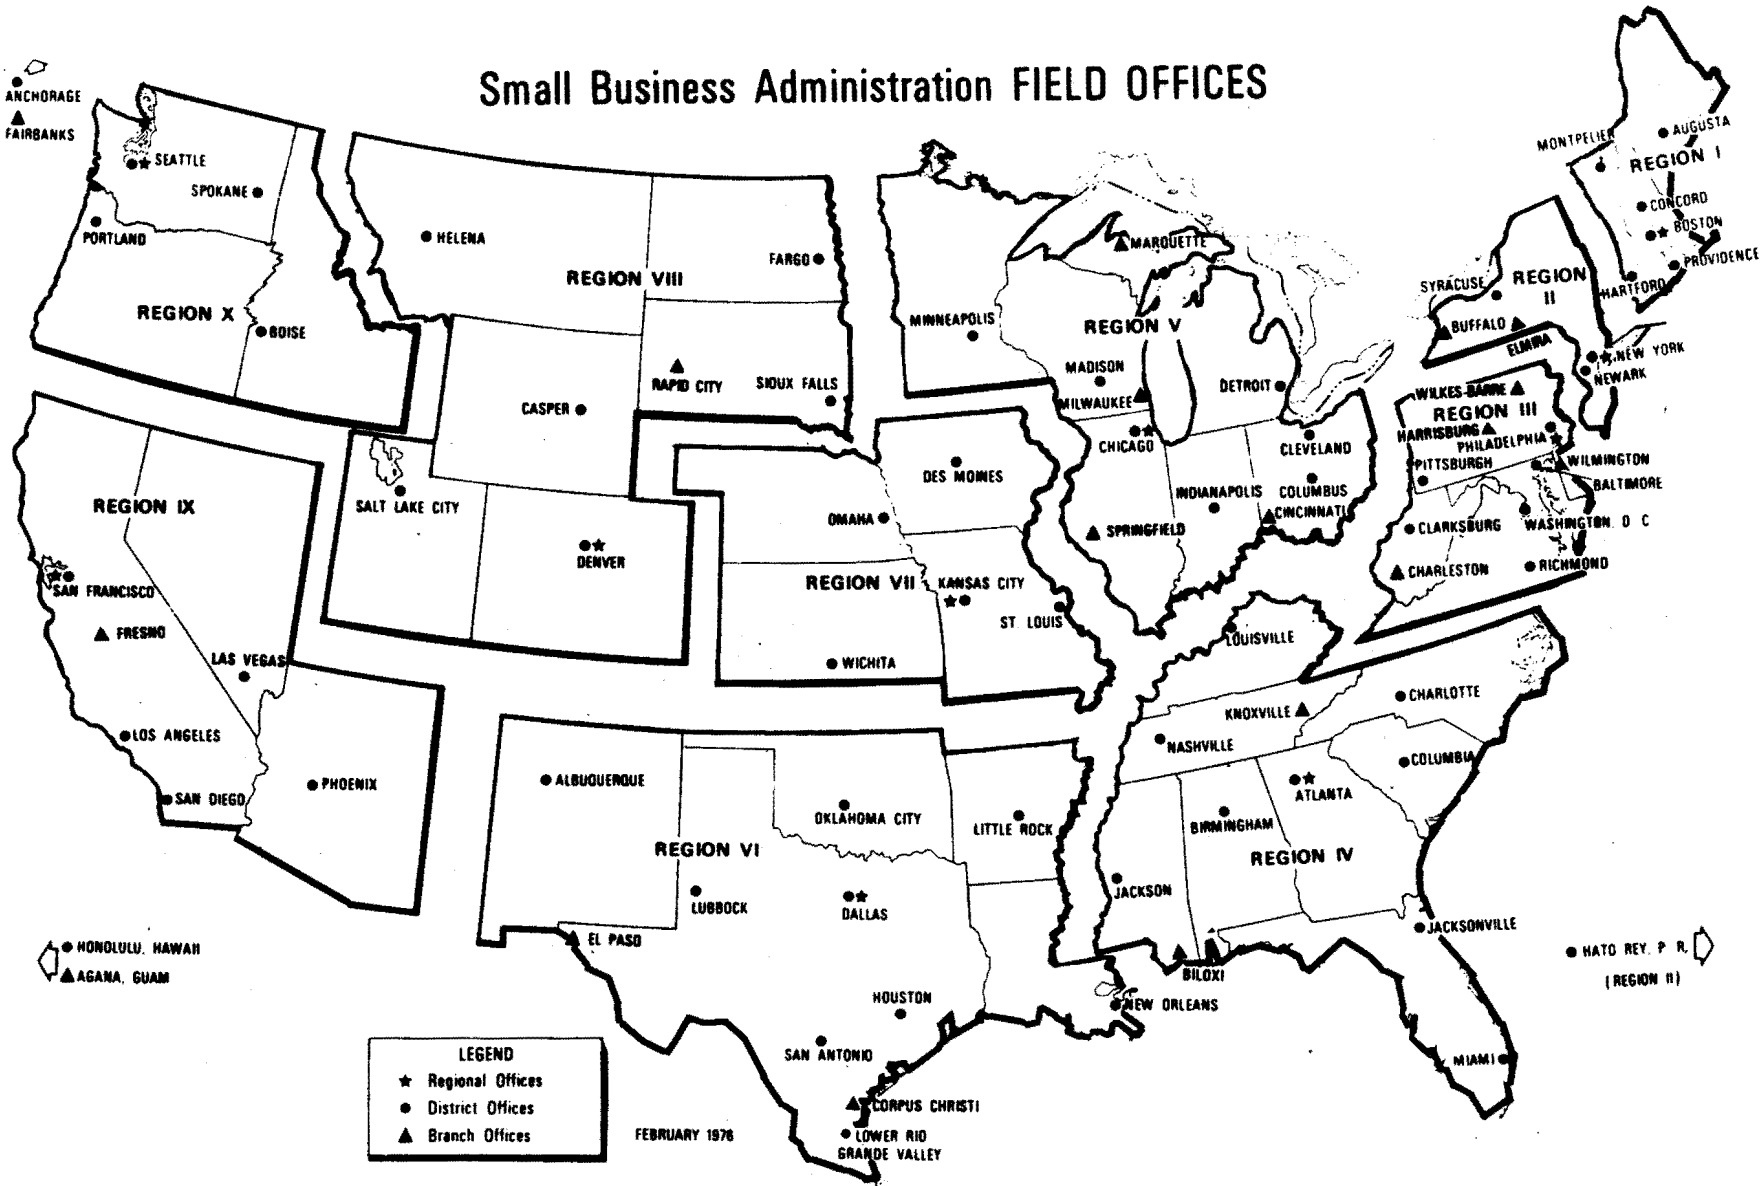 Small Business Administration FIELD OFFICES
ANCHORAGE
FAIRBANKS
SEATTLE
SPOKANE
PORTLAND
REGION X
BOISE
HELENA
FARGO
REGION VIII
RAPID CITY
SIOUX FALLS
CASPER
SALT LAKE CITY
DENVER
REGION IX
SAN FRANCISCO
FRESNO
LAS VEGAS
LOS ANGELES
SAN DIEGO
PHOENIX
HONOLULU, HAWAII
AGANA, GUAM
MINNEAPOLIS
MARQUETTE
REGION V
MADISON
MILWAUKEE
DETROIT
CHICAGO
CLEVELAND
COLUMBUS
CINCINNATI
INDIANAPOLIS
SPRINGFIELD
DES MOINES
OMAHA
REGION VII
KANSAS CITY
ST. LOUIS
WICHITA
MONTPELIER
AUGUSTA
REGION I
CONCORD
BOSTON
PROVIDENCE
HARTFORD
SYRACUSE
REGION
II
BUFFALO
ELMIRA
NEW YORK
NEWARK
WILKES-BARRE
REGION III
HARRISBURG
PHILADELPHIA
PITTSBURGH
WILMINGTON
BALTIMORE
CLARKSBURG
WASHINGTON, D C
CHARLESTON
RICHMOND
LOUISVILLE
KNOXVILLE
CHARLOTTE
NASHVILLE
COLUMBIA
ATLANTA
BIRMINGHAM
REGION IV
JACKSON
JACKSONVILLE
BILOXI
MIAMI
HATO REY, P R,
(REGION II)
ALBUQUERQUE
OKLAHOMA CITY
LITTLE ROCK
REGION VI
LUBBOCK
DALLAS
EL PASO
HOUSTON
NEW ORLEANS
SAN ANTONIO
CORPUS CHRISTI
LOWER RIO
GRANDE VALLEY
LEGEND
Regional Offices
District Offices
Branch Offices
FEBRUARY 1976